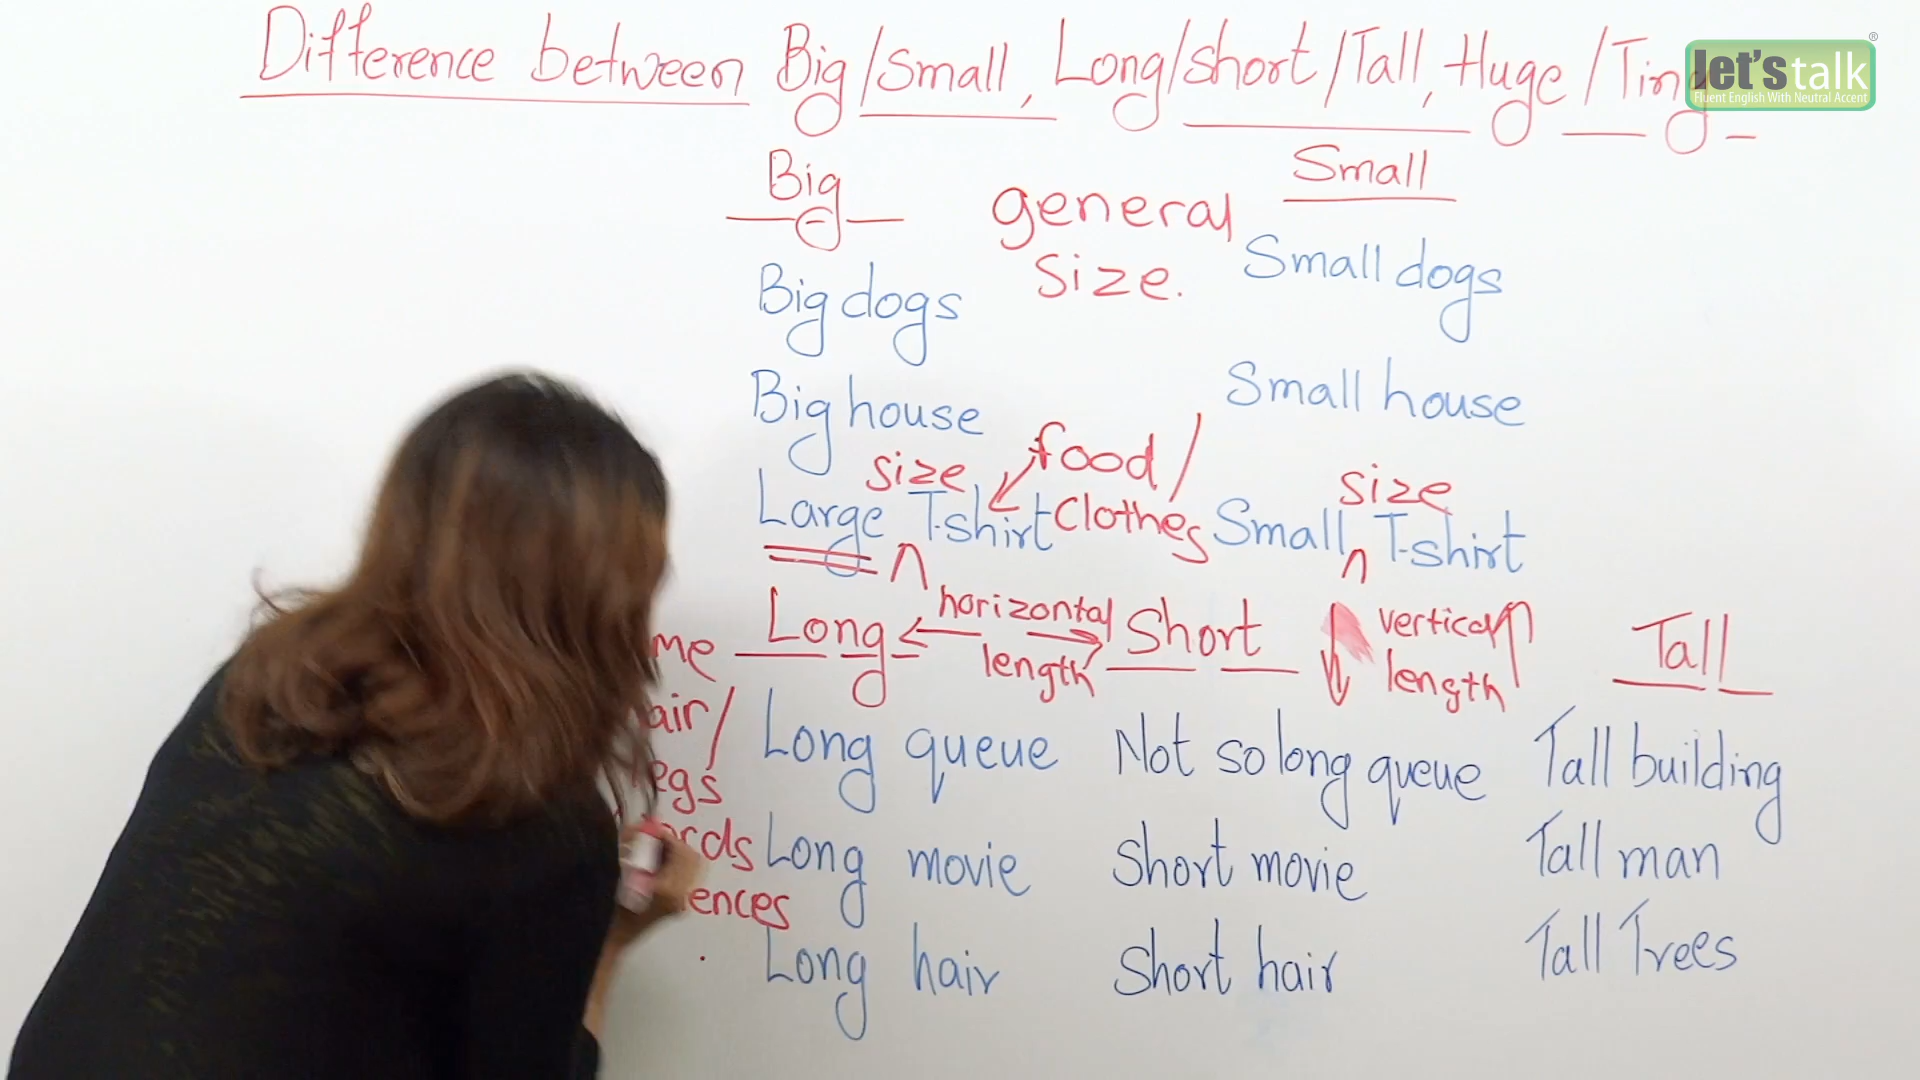 Difference between Big/Small, Long/short/Tall, Huge/Tiny
let's talk®
Fluent English With Neutral Accent
Big
general
size.
Small
Big dogs
Small dogs
Big house
Small house
size
food/
Clothes
size
Large T-shirt
Small T-shirt
Long
horizontal
length
Short
vertical
length
Tall
Long queue
Not so long queue
Tall building
Long movie
Short movie
Tall man
Long hair
Short hair
Tall Trees